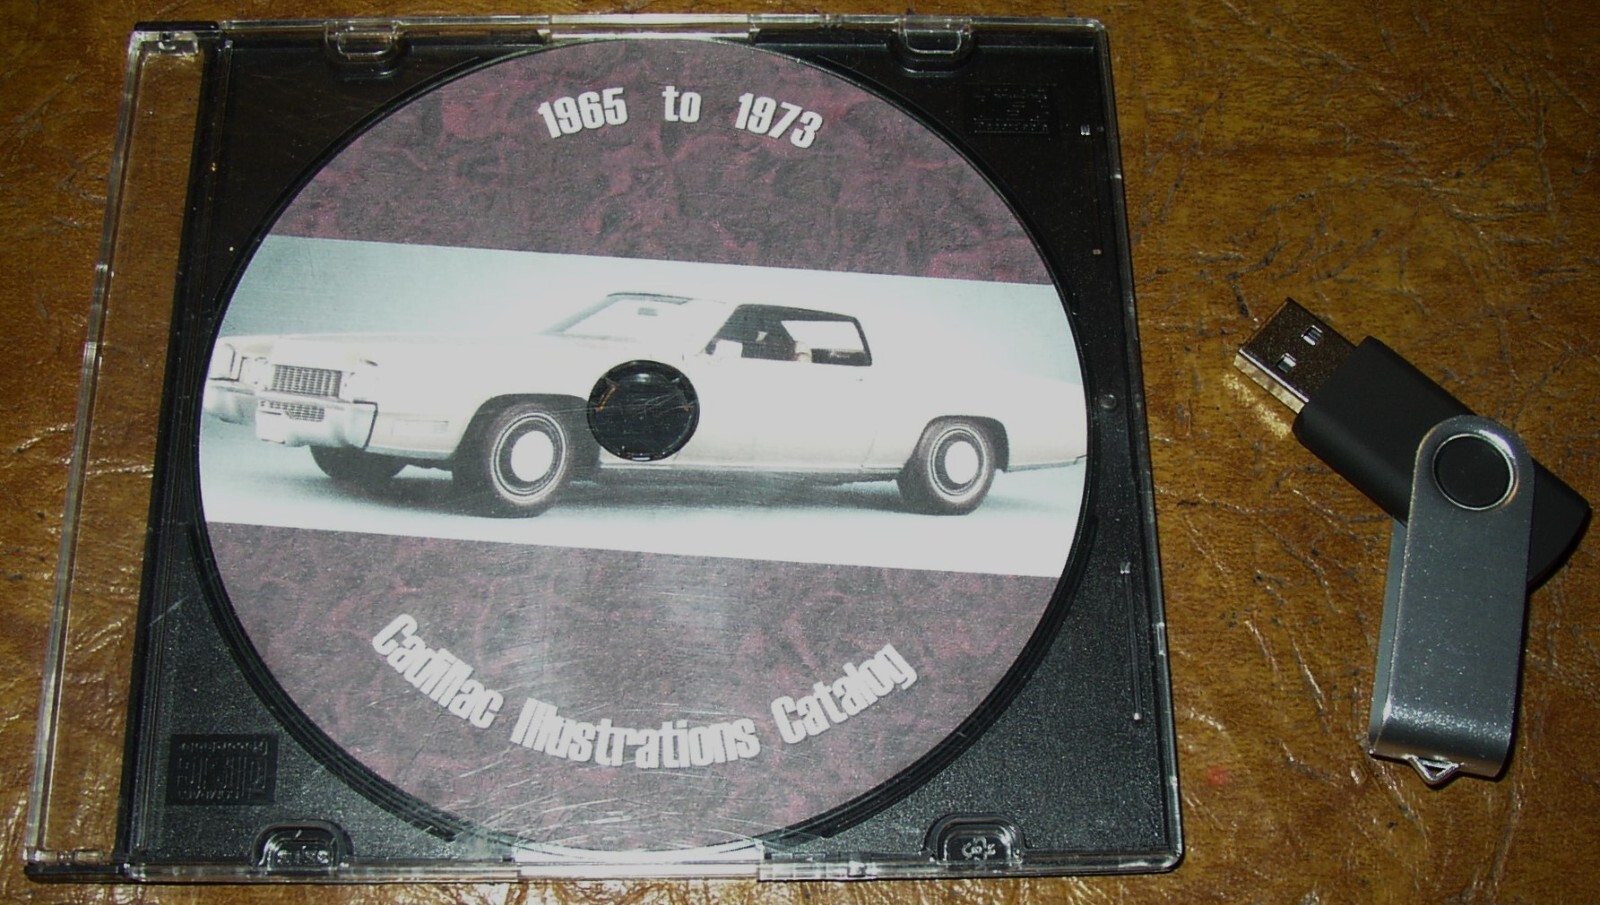 1965 to 1973
Cadillac Illustrations Catalog